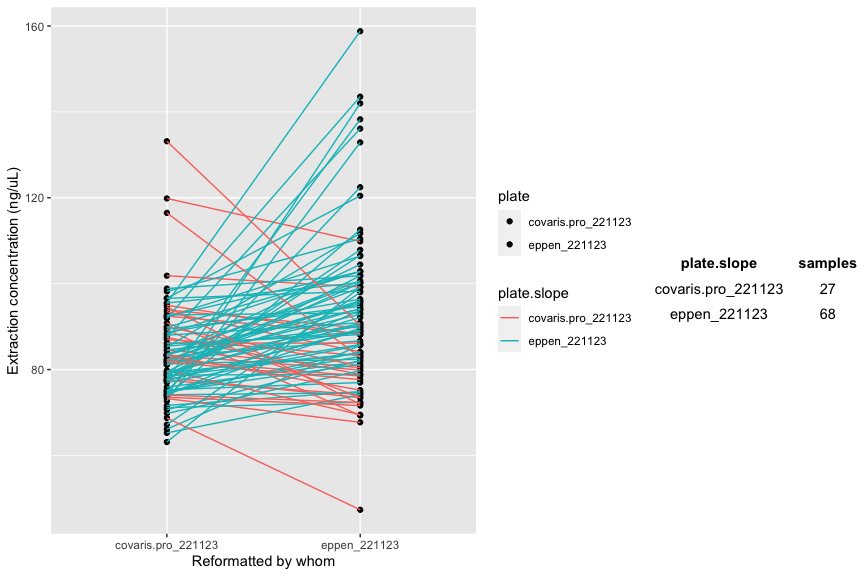 160
120
80
Extraction concentration (ng/uL)
covaris.pro_221123
eppen_221123
Reformatted by whom
plate
covaris.pro_221123
eppen_221123
plate.slope
covaris.pro_221123
eppen_221123
plate.slope samples
covaris.pro_221123 27
eppen_221123 68